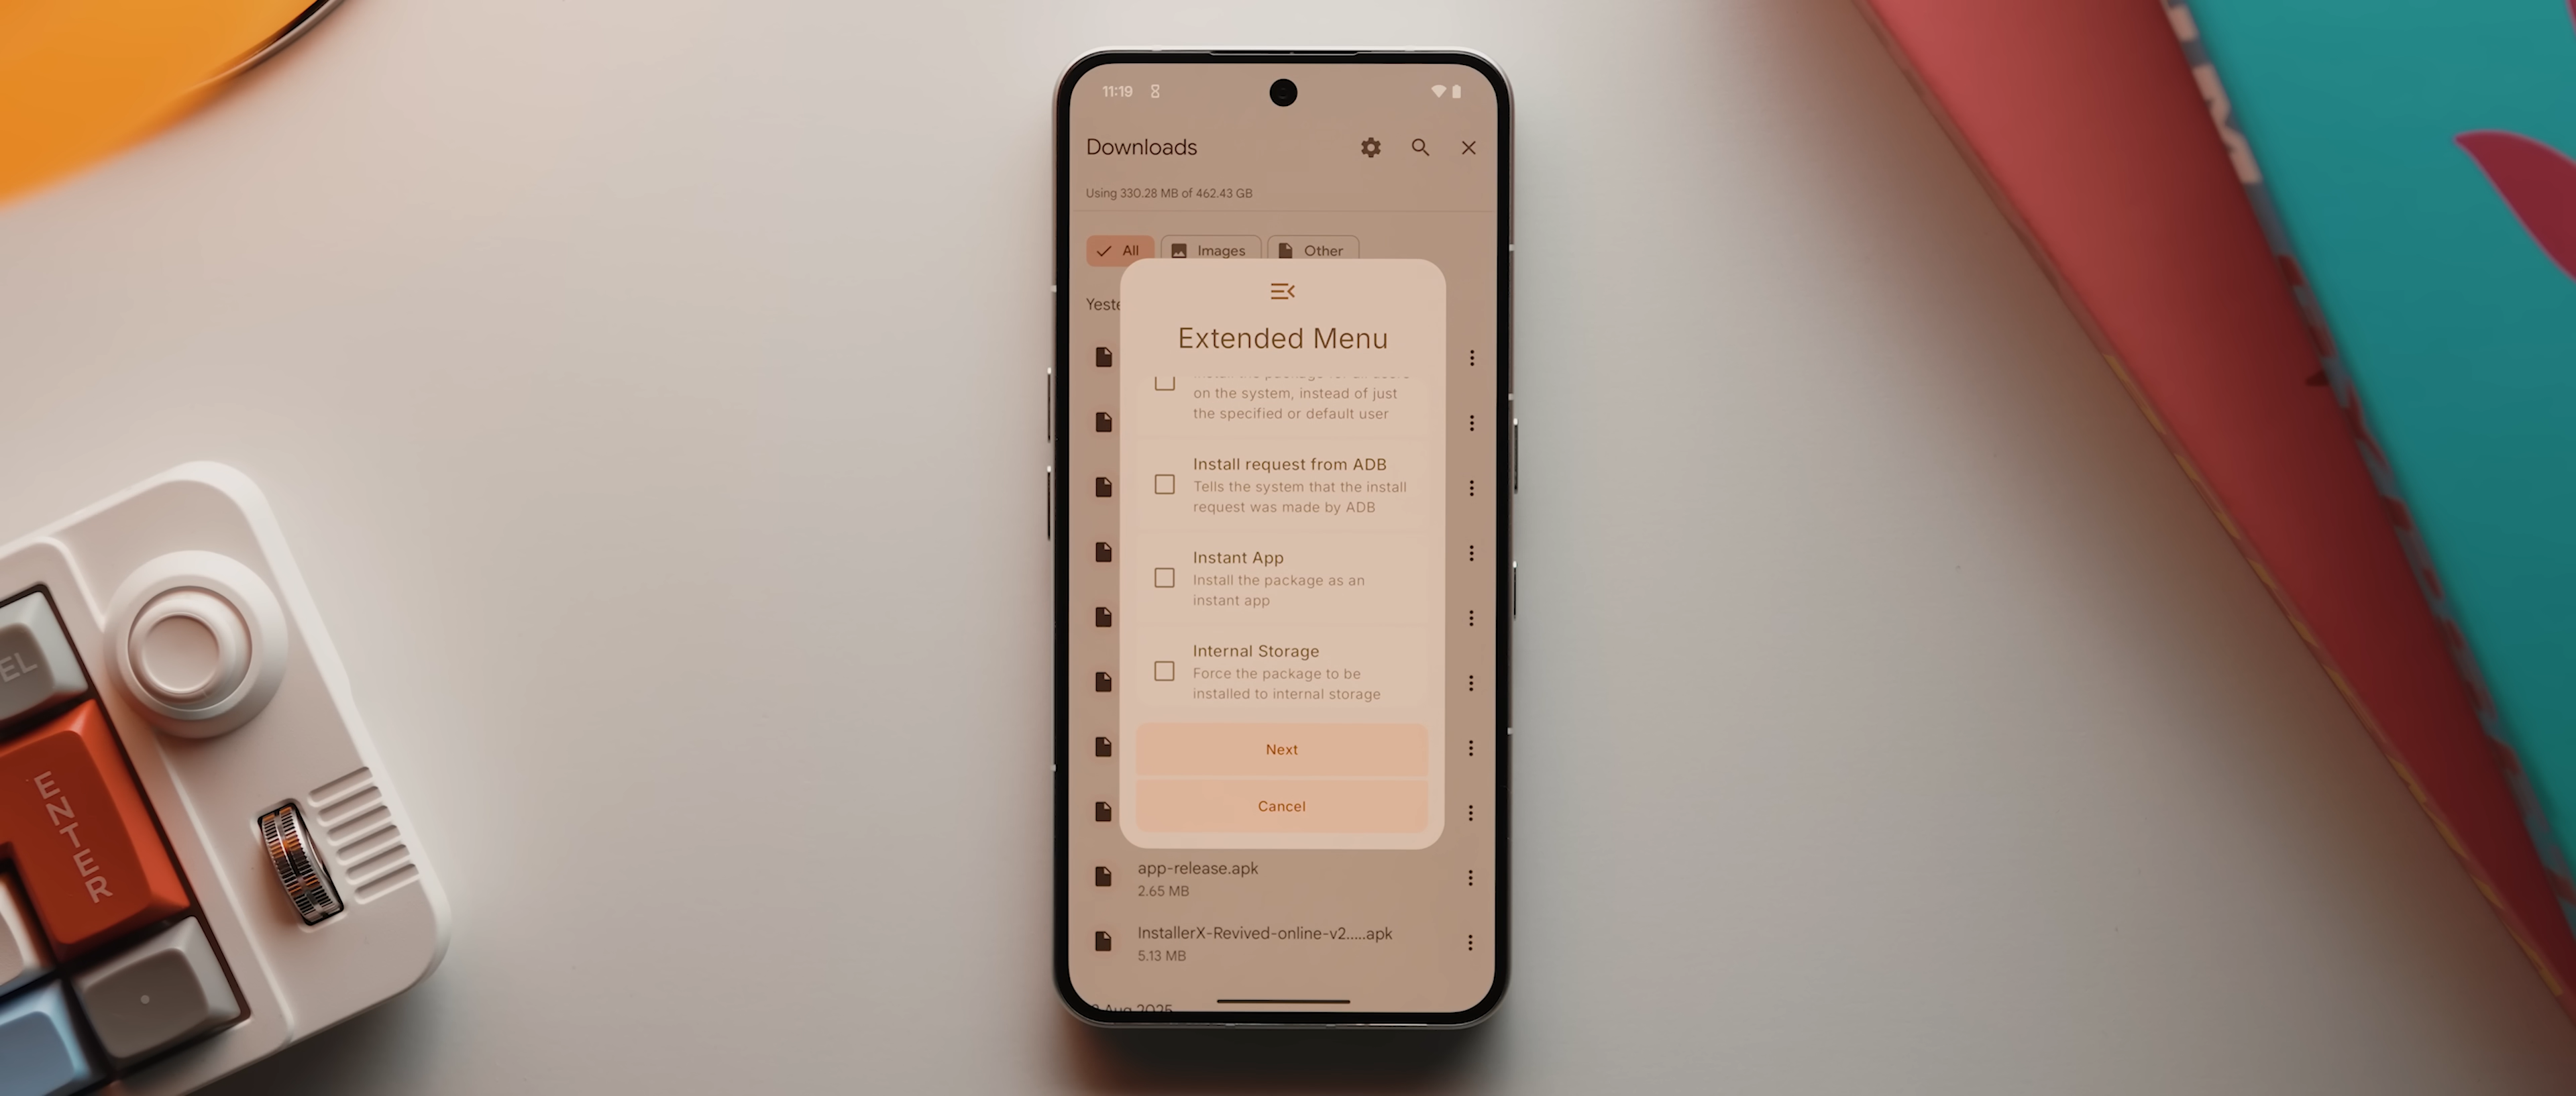 11:19
Downloads
Using 330.28 MB of 462.43 GB
All
Images
Other
Yeste
Extended Menu
on the system, instead of just
the specified or default user
Install request from ADB
Tells the system that the install
request was made by ADB
Instant App
Install the package as an
instant app
Internal Storage
Force the package to be
installed to internal storage
Next
Cancel
app-release.apk
2.65 MB
InstallerX-Revived-online-v2.....apk
5.13 MB
Aug 2025
EL
ENTER